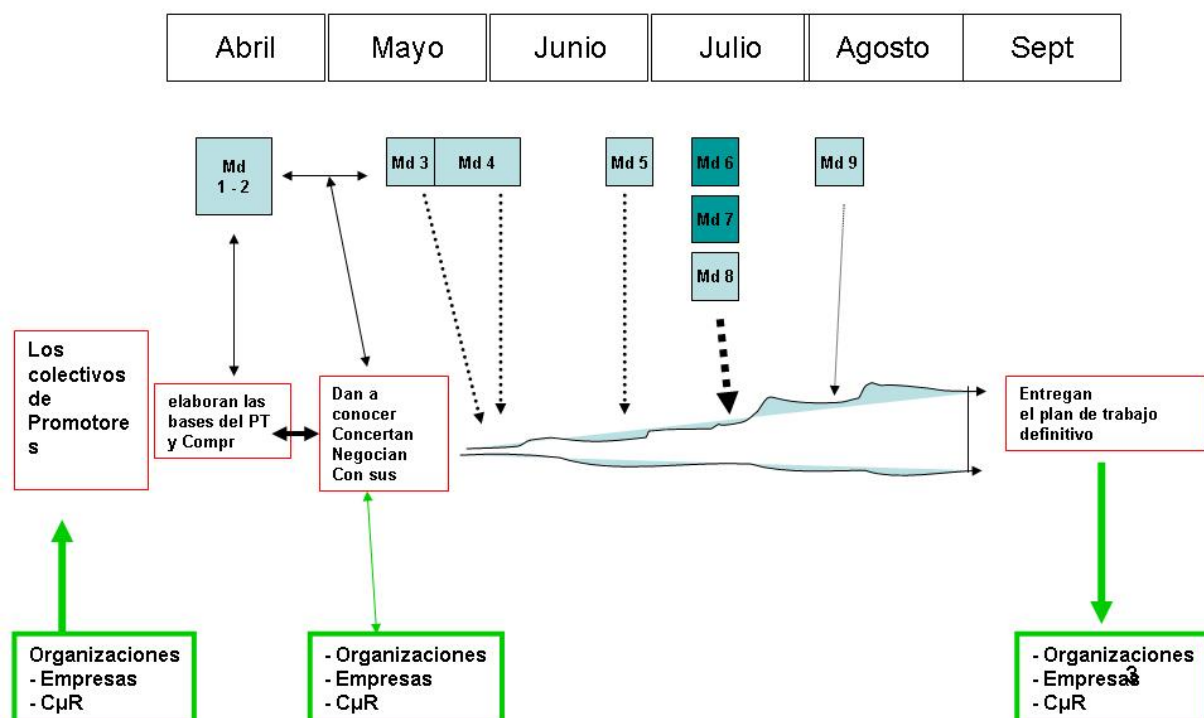 Abril Mayo Junio Julio Agosto Sept
Md
1 - 2
Md 3
Md 4
Md 5
Md 6
Md 7
Md 8
Md 9
Los
colectivos
de
Promotore
s
elaboran las
bases del PT
y Compr
Dan a
conocer
Concertan
Negocian
Con sus
Entregan
el plan de trabajo
definitivo
Organizaciones
- Empresas
- CµR
- Organizaciones
- Empresas
- CµR
- Organizaciones
- Empresas
- CµR
3